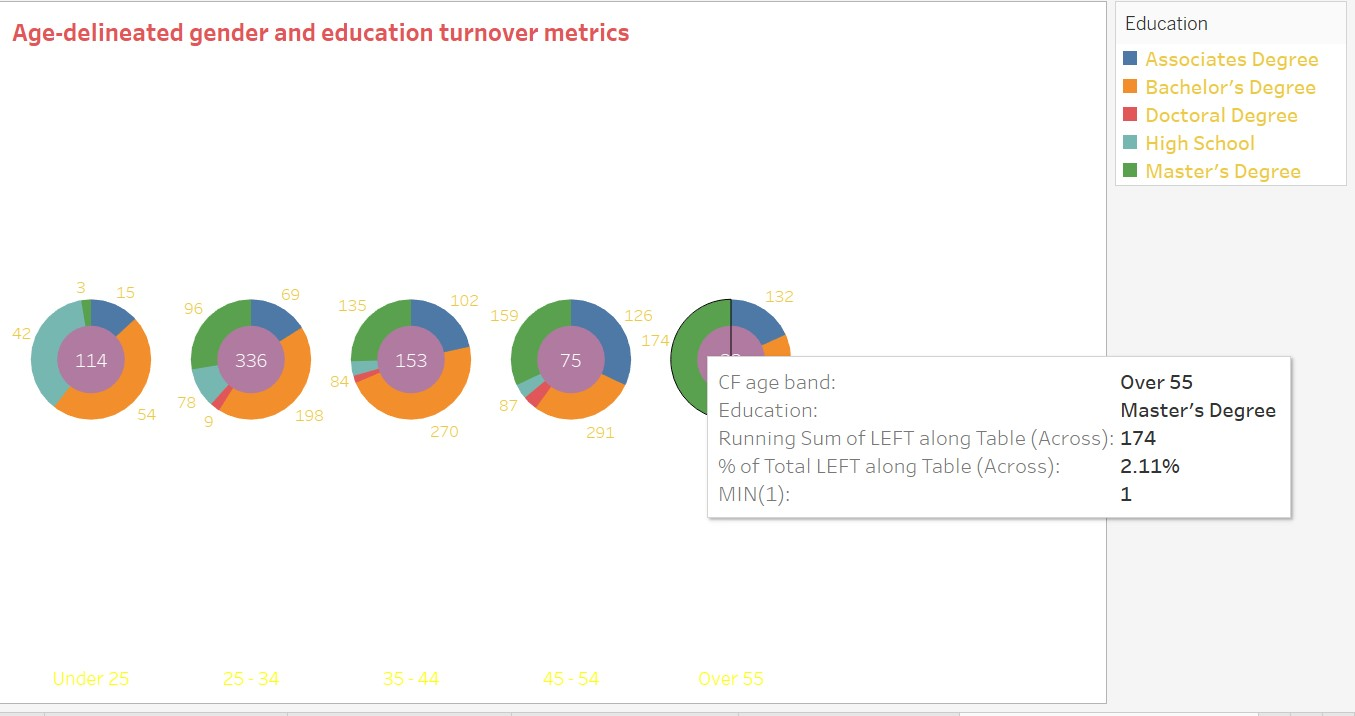 Age-delineated gender and education turnover metrics
Education
Associates Degree
Bachelor's Degree
Doctoral Degree
High School
Master's Degree
3 15
42
114
54
69
96
336
78
9
198
102
135
153
84
270
126
159
75
87
291
132
174
CF age band: Over 55
Education: Master's Degree
Running Sum of LEFT along Table (Across): 174
% of Total LEFT along Table (Across): 2.11%
MIN(1): 1
Under 25 25 - 34 35 - 44 45 - 54 Over 55